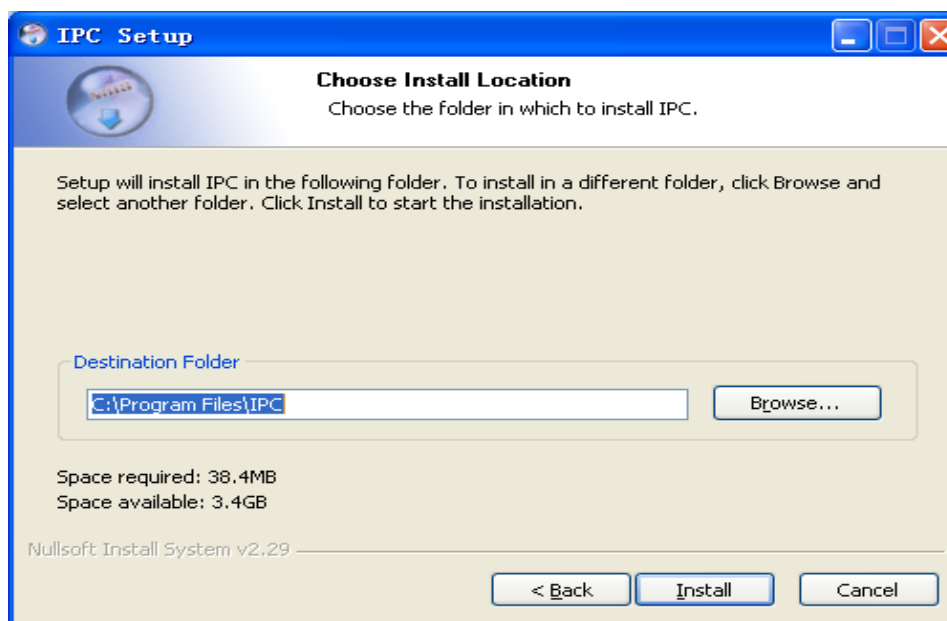 IPC Setup
Choose Install Location
Choose the folder in which to install IPC.
Setup will install IPC in the following folder. To install in a different folder, click Browse and
select another folder. Click Install to start the installation.
Destination Folder
C:\Program Files\IPC
Browse...
Space required: 38.4MB
Space available: 3.4GB
Nullsoft Install System v2.29
< Back
Install
Cancel